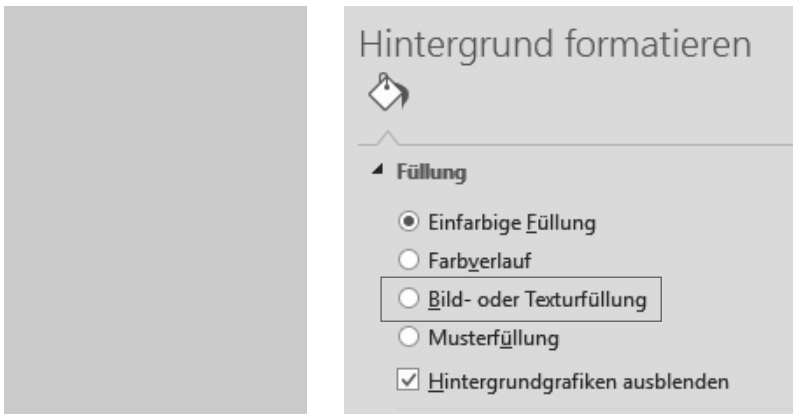 Hintergrund formatieren
Füllung
Einfarbige Füllung
Farbverlauf
Bild- oder Texturfüllung
Musterfüllung
Hintergrundgrafiken ausblenden